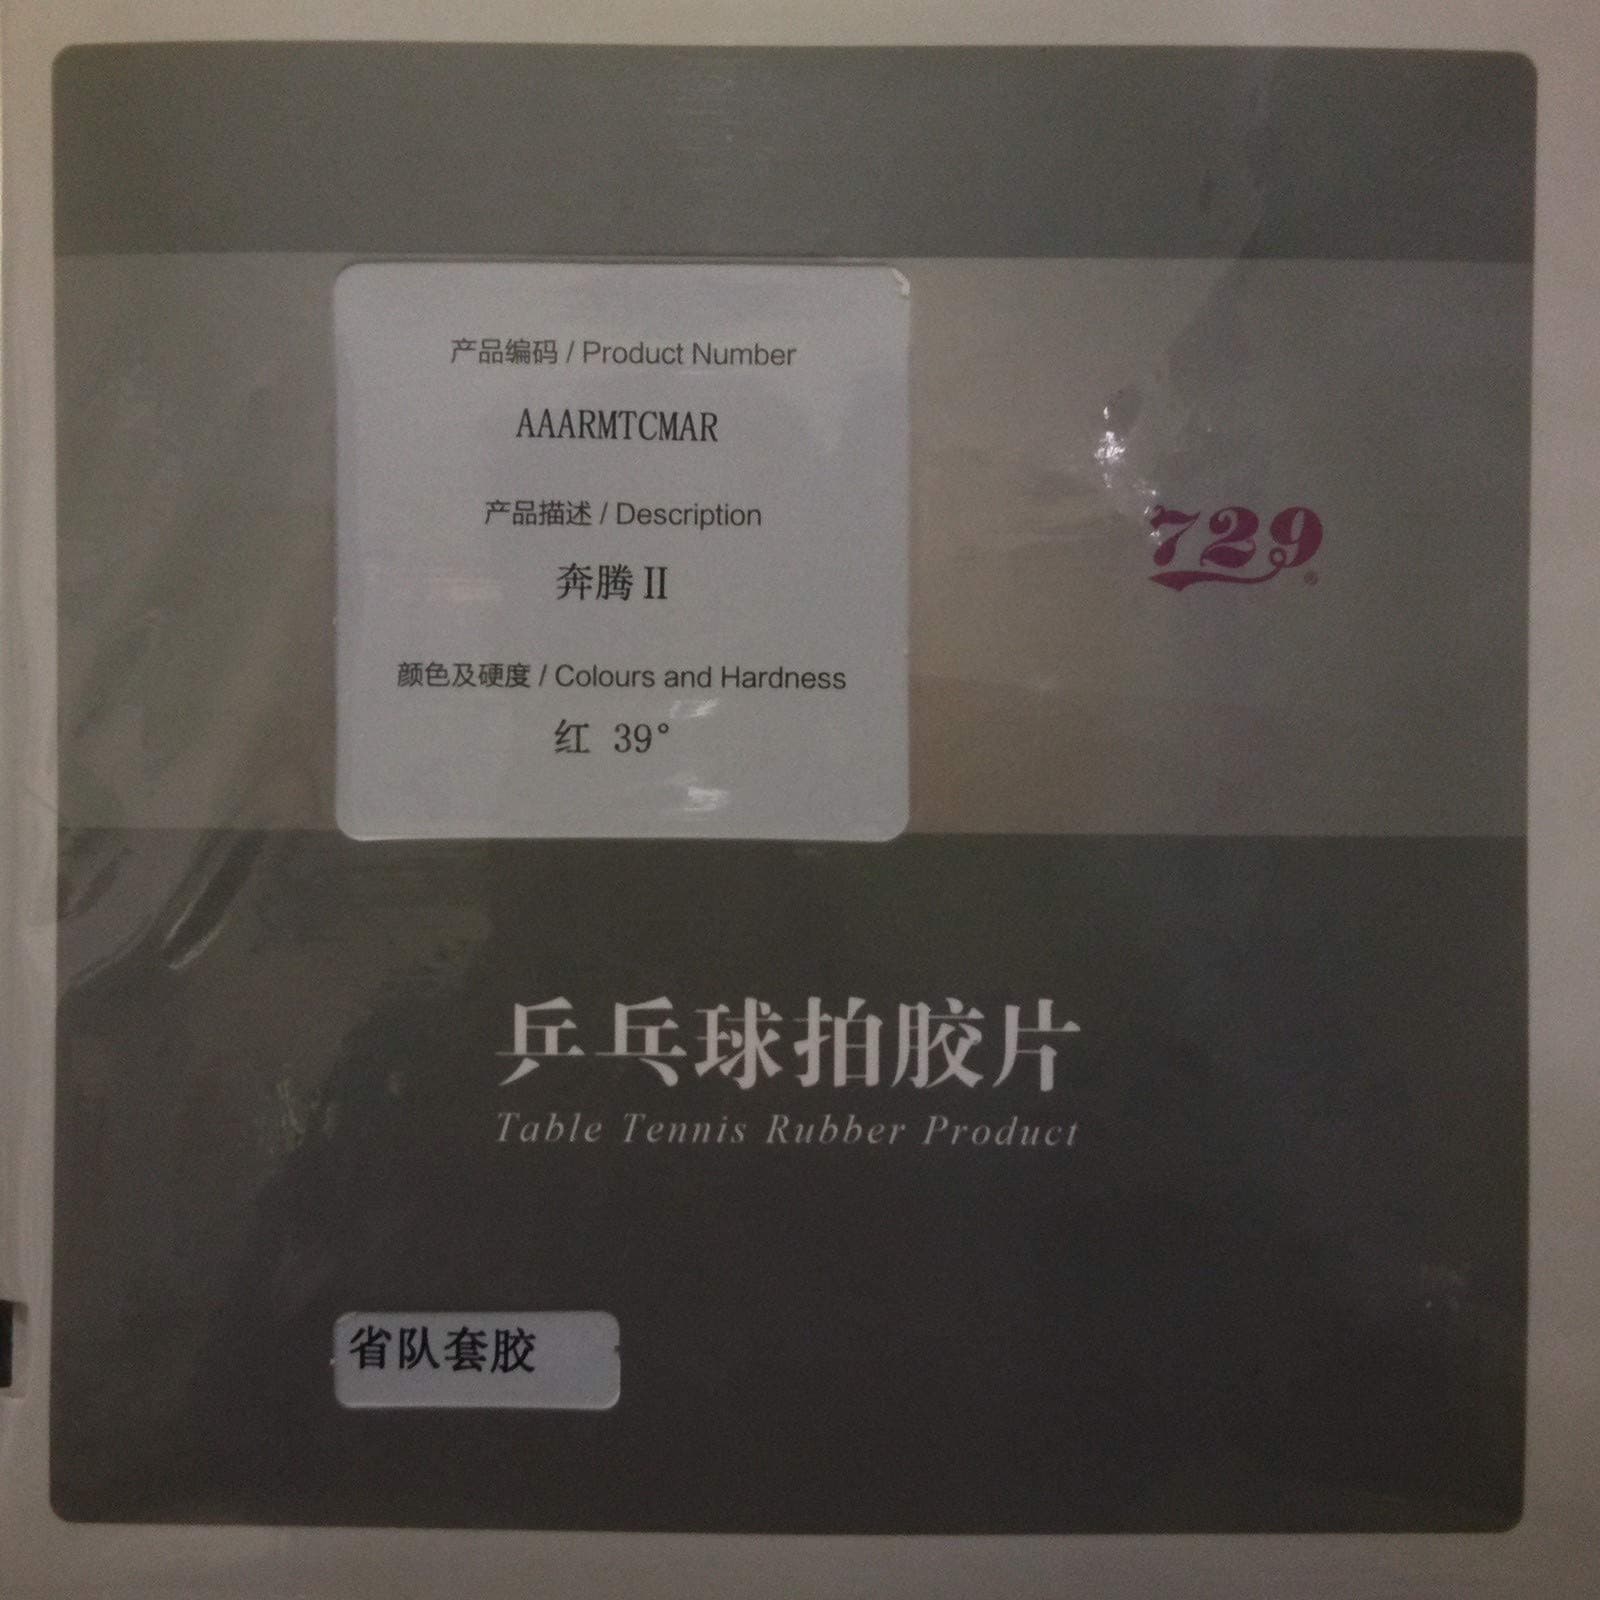 产品编码 / Product Number
AAARMTCMAR
产品描述 / Description
奔腾Ⅱ
颜色及硬度 / Colours and Hardness
红 39°
729®
乒乓球拍胶片
Table Tennis Rubber Product
省队套胶